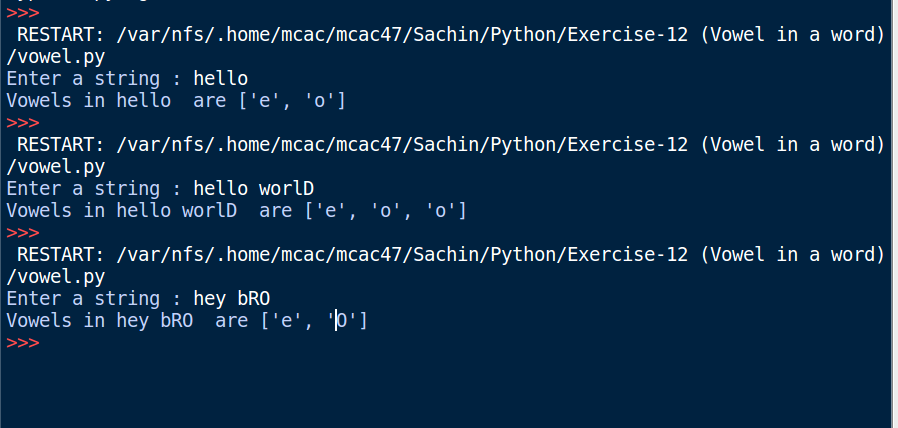 >>>
 RESTART: /var/nfs/.home/mcac/mcac47/Sachin/Python/Exercise-12 (Vowel in a word)
/vowel.py
Enter a string : hello
Vowels in hello  are ['e', 'o']
>>>
 RESTART: /var/nfs/.home/mcac/mcac47/Sachin/Python/Exercise-12 (Vowel in a word)
/vowel.py
Enter a string : hello worlD
Vowels in hello worlD  are ['e', 'o', 'o']
>>>
 RESTART: /var/nfs/.home/mcac/mcac47/Sachin/Python/Exercise-12 (Vowel in a word)
/vowel.py
Enter a string : hey bRO
Vowels in hey bRO  are ['e', 'O']
>>>